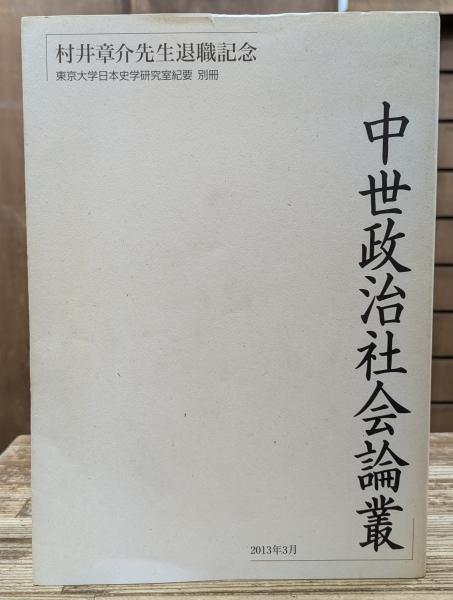 村井章介先生退職記念
東京大学日本史学研究室紀要 別冊
中世政治社会論叢
2013年3月